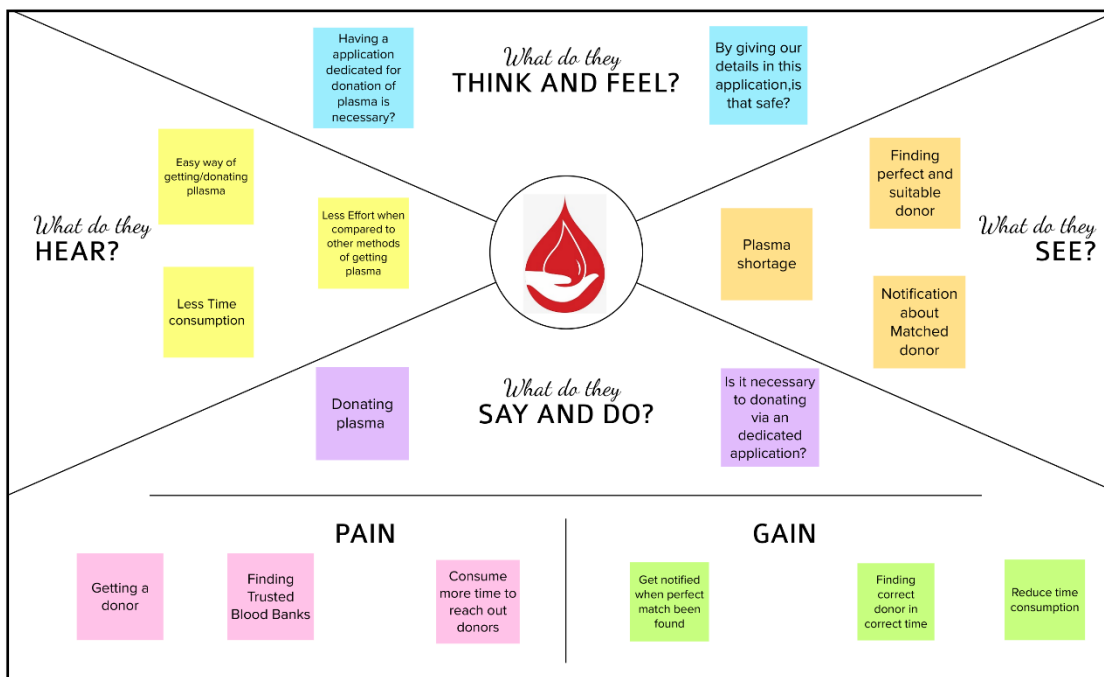 What do they
THINK AND FEEL?
Having a
application
dedicated for
donation of
plasma is
necessary?
By giving our
details in this
application,is
that safe?
What do they
HEAR?
Easy way of
getting/donating
pllasma
Less Effort when
compared to
other methods
of getting
plasma
Less Time
consumption
What do they
SEE?
Finding
perfect and
suitable
donor
Plasma
shortage
Notification
about
Matched
donor
What do they
SAY AND DO?
Donating
plasma
Is it necessary
to donating
via an
dedicated
application?
PAIN
Getting a
donor
Finding
Trusted
Blood Banks
Consume
more time to
reach out
donors
GAIN
Get notified
when perfect
match been
found
Finding
correct
donor in
correct time
Reduce time
consumption